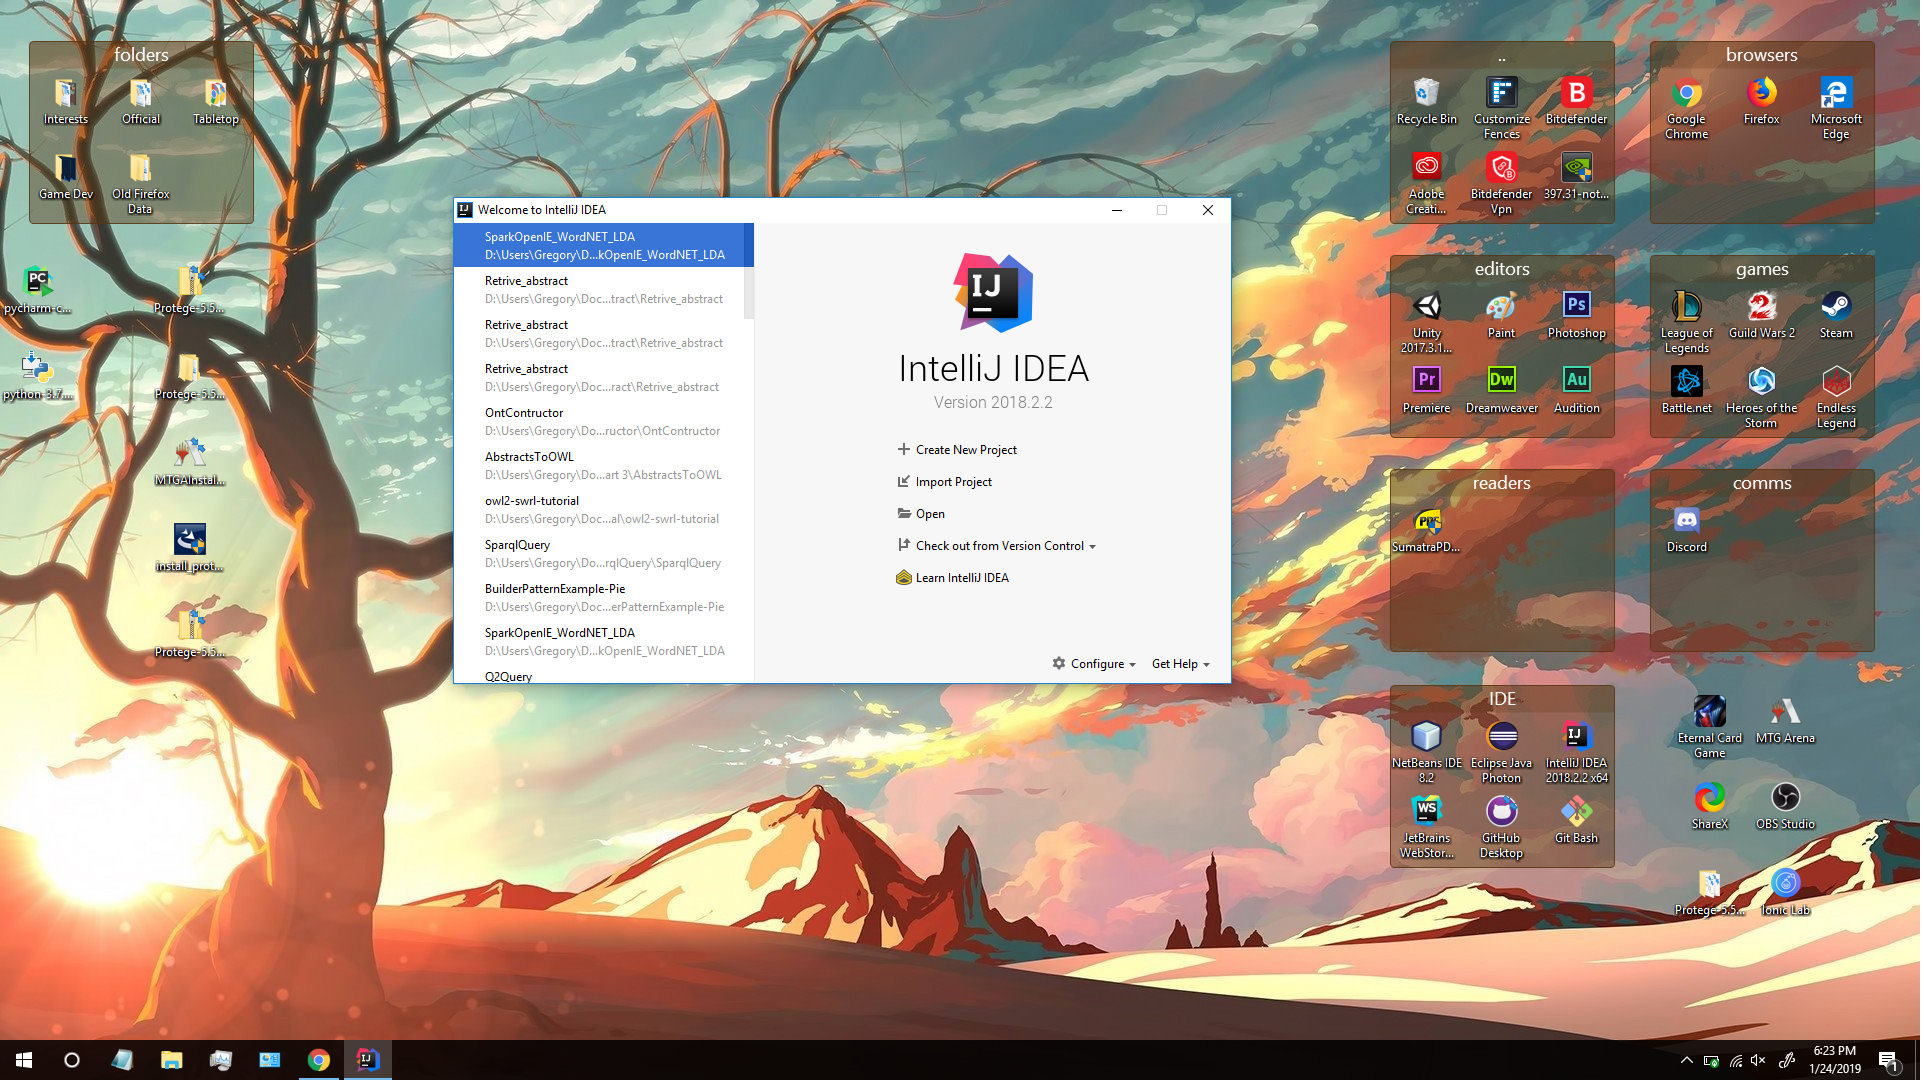 folders
Interests
Official
Tabletop
Game Dev
Old Firefox
Data
pycharm-c...
Protege-5.5...
python-3.7....
Protege-5.5...
MTGAInstal...
install_prot...
Protege-5.5...
Welcome to IntelliJ IDEA
SparkOpenIE_WordNET_LDA
D:\Users\Gregory\D...kOpenIE_WordNET_LDA
Retrive_abstract
D:\Users\Gregory\Doc...tract\Retrive_abstract
Retrive_abstract
D:\Users\Gregory\Doc...tract\Retrive_abstract
Retrive_abstract
D:\Users\Gregory\Doc...ract\Retrive_abstract
OntContructor
D:\Users\Gregory\Do...ructor\OntContructor
AbstractsToOWL
D:\Users\Gregory\Do...art 3\AbstractsToOWL
owl2-swrl-tutorial
D:\Users\Gregory\Doc...al\owl2-swrl-tutorial
SparqlQuery
D:\Users\Gregory\Do...rqlQuery\SparqlQuery
BuilderPatternExample-Pie
D:\Users\Gregory\Doc...erPatternExample-Pie
SparkOpenIE_WordNET_LDA
D:\Users\Gregory\D...kOpenIE_WordNET_LDA
Q2Query
IJ
IntelliJ IDEA
Version 2018.2.2
Create New Project
Import Project
Open
Check out from Version Control
Learn IntelliJ IDEA
Configure
Get Help
..
Recycle Bin
Customize
Fences
Bitdefender
Adobe
Creati...
Bitdefender
Vpn
397.31-not...
browsers
Google
Chrome
Firefox
Microsoft
Edge
editors
Unity
2017.3.1...
Paint
Photoshop
Premiere
Dreamweaver
Audition
games
League of
Legends
Guild Wars 2
Steam
Battle.net
Heroes of the
Storm
Endless
Legend
readers
SumatraPD...
comms
Discord
IDE
NetBeans IDE
8.2
Eclipse Java
Photon
IntelliJ IDEA
2018.2.2 x64
JetBrains
WebStor...
GitHub
Desktop
Git Bash
Eternal Card
Game
MTG Arena
ShareX
OBS Studio
Protege-5.5...
Ionic Lab
6:23 PM
1/24/2019
1